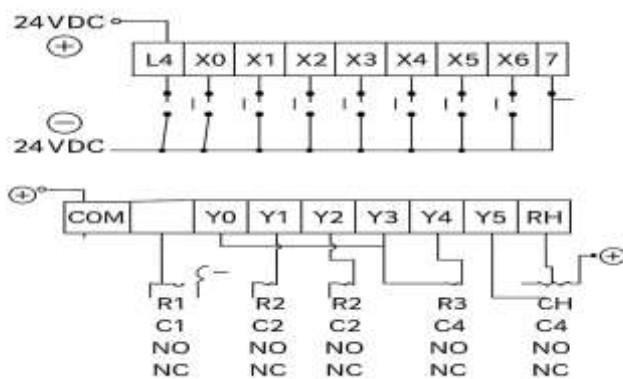 24VDC
+
L4 X0 X1 X2 X3 X4 X5 X6 7
−
24VDC
+
COM Y0 Y1 Y2 Y3 Y4 Y5 RH
+
R1 R2 R2 R3 CH
C1 C2 C2 C4 C4
NO NO NO NO NO
NC NC NC NC NC